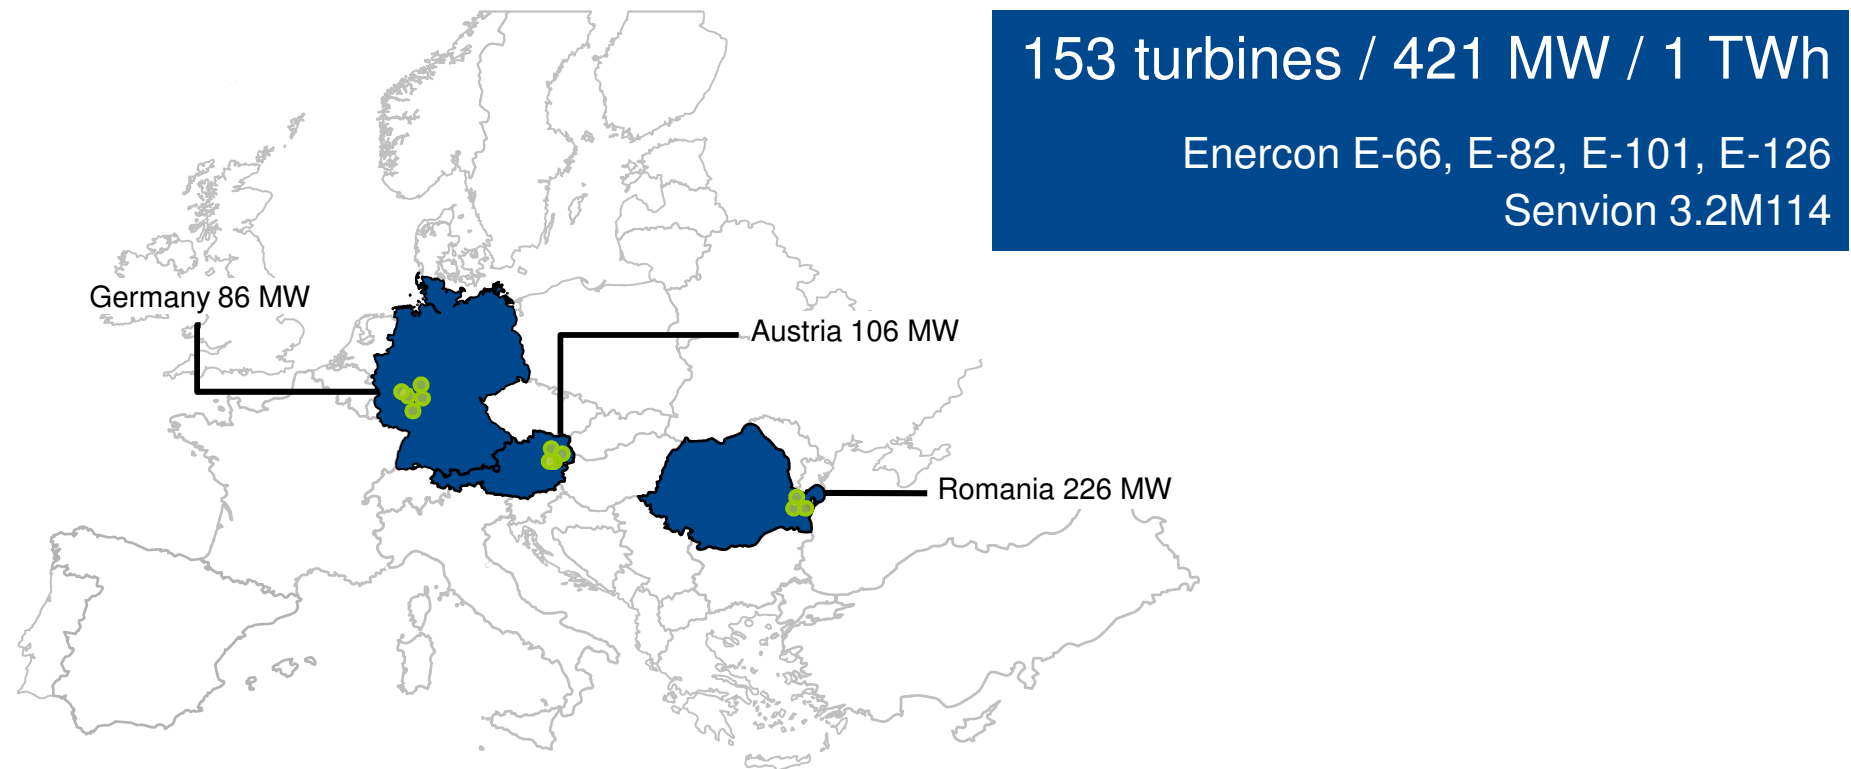 153 turbines / 421 MW / 1 TWh
Enercon E-66, E-82, E-101, E-126
Senvion 3.2M114
Germany 86 MW
Austria 106 MW
Romania 226 MW